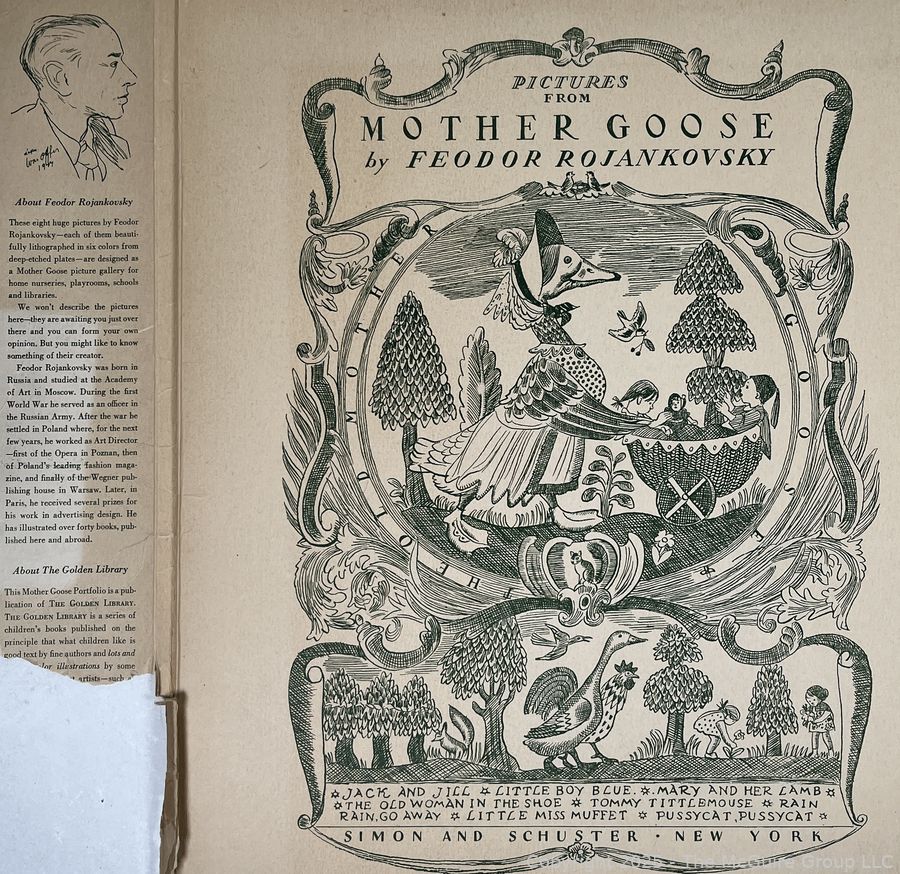 About Feodor Rojankovsky
These eight huge pictures by Feodor
Rojankovsky—each of them beauti-
fully lithographed in six colors from
deep-etched plates—are designed as
a Mother Goose picture gallery for
home nurseries, playrooms, schools
and libraries.
We won't describe the pictures
here—they are awaiting you just over
there and you can form your own
opinion. But you might like to know
something of their creator.
Feodor Rojankovsky was born in
Russia and studied at the Academy
of Art in Moscow. During the first
World War he served as an officer in
the Russian Army. After the war he
settled in Poland where, for the next
few years, he worked as Art Director
—first of the Opera in Poznan, then
of Poland's leading fashion maga-
zine, and finally of the Wegner pub-
lishing house in Warsaw. Later, in
Paris, he received several prizes for
his work in advertising design. He
has illustrated over forty books, pub-
lished here and abroad.
About The Golden Library
This Mother Goose Portfolio is a pub-
lication of THE GOLDEN LIBRARY.
THE GOLDEN LIBRARY is a series of
children's books published on the
principle that what children like is
good text by fine authors and lots and
illustrations by some
artists—such
PICTURES
FROM
MOTHER GOOSE
by FEODOR ROJANKOVSKY
THE OLD MOTHER GOOSE
JACK AND JILL LITTLE BOY BLUE. MARY AND HER LAMB
THE OLD WOMAN IN THE SHOE TOMMY TITTLEMOUSE RAIN
RAIN, GO AWAY LITTLE MISS MUFFET PUSSYCAT, PUSSYCAT
SIMON AND SCHUSTER · NEW YORK
Copyright 2025 - The McGuire Group LLC